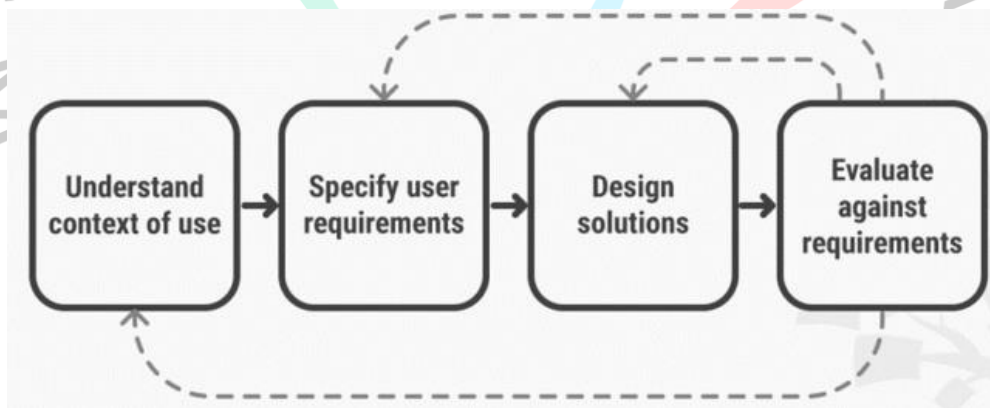 Understand
context of use
Specify user
requirements
Design
solutions
Evaluate
against
requirements